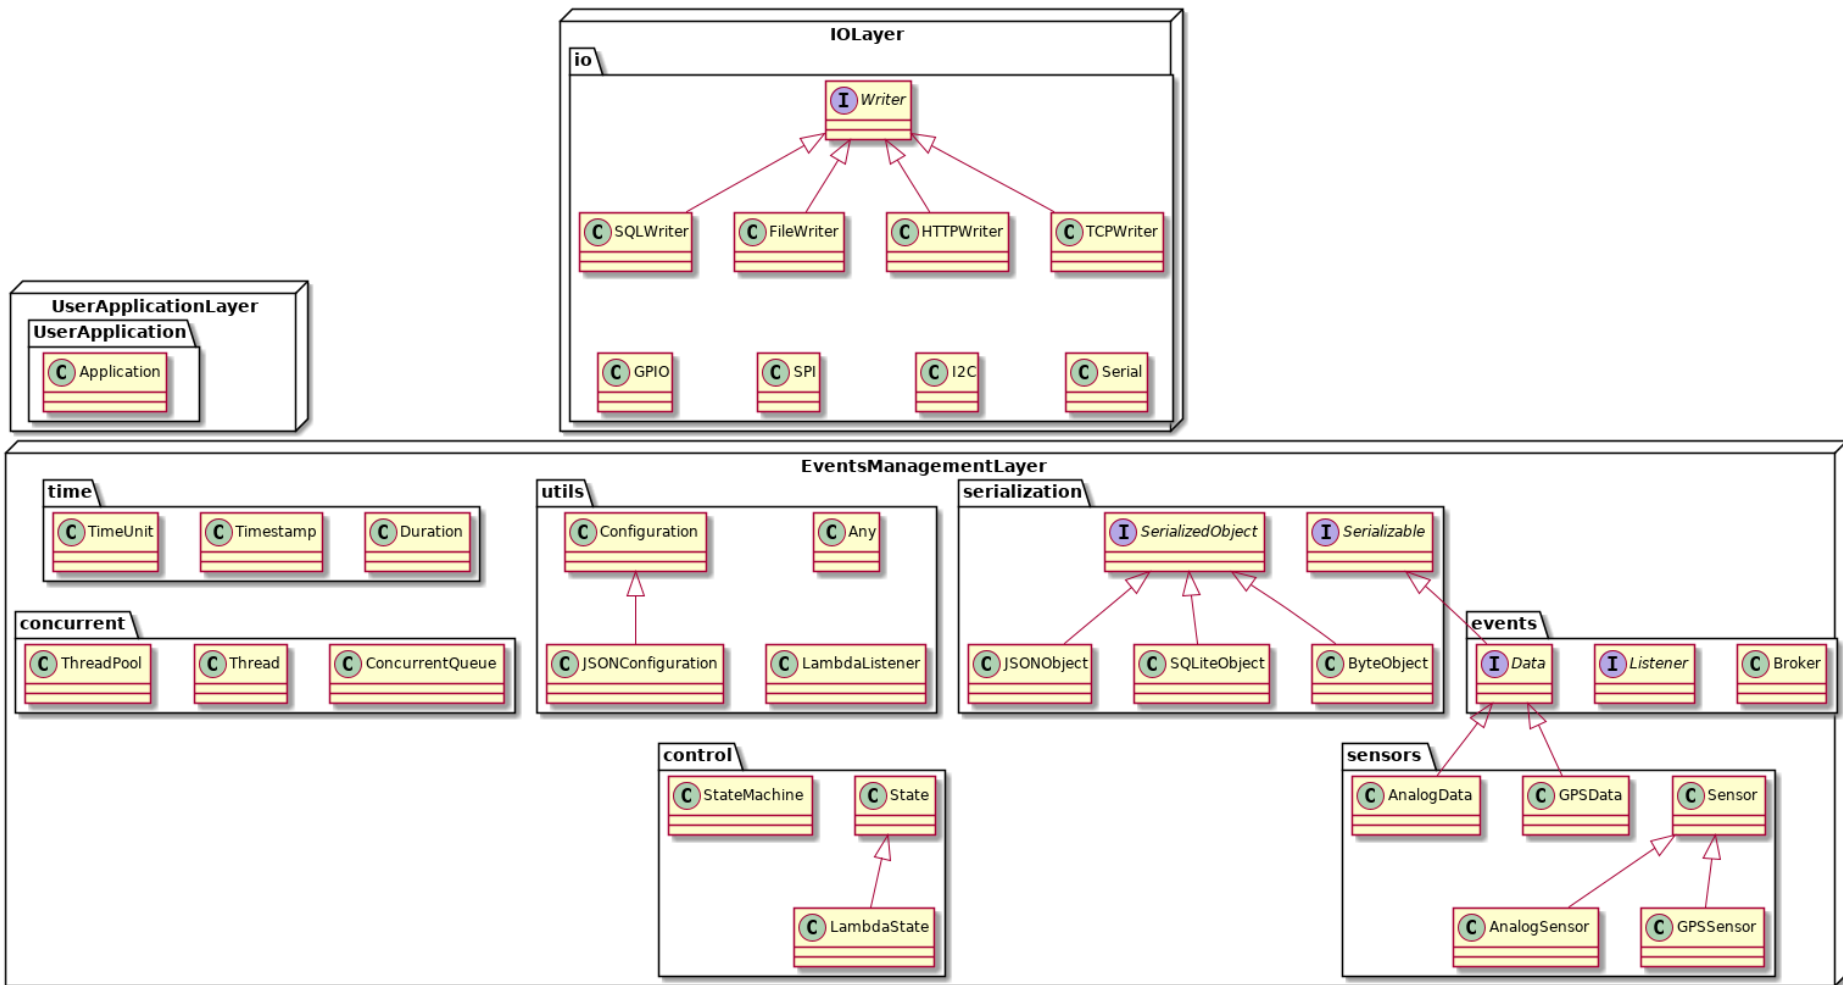 IOLayer
io
I Writer
C SQLWriter
C FileWriter
C HTTPWriter
C TCPWriter
UserApplicationLayer
UserApplication
C Application
C GPIO
C SPI
C I2C
C Serial
EventsManagementLayer
time
C TimeUnit
C Timestamp
C Duration
utils
C Configuration
C Any
C JSONConfiguration
C LambdaListener
serialization
I SerializedObject
I Serializable
C JSONObject
C SQLiteObject
C ByteObject
concurrent
C ThreadPool
C Thread
C ConcurrentQueue
events
I Data
I Listener
C Broker
control
C StateMachine
C State
C LambdaState
sensors
C AnalogData
C GPSData
C Sensor
C AnalogSensor
C GPSSensor